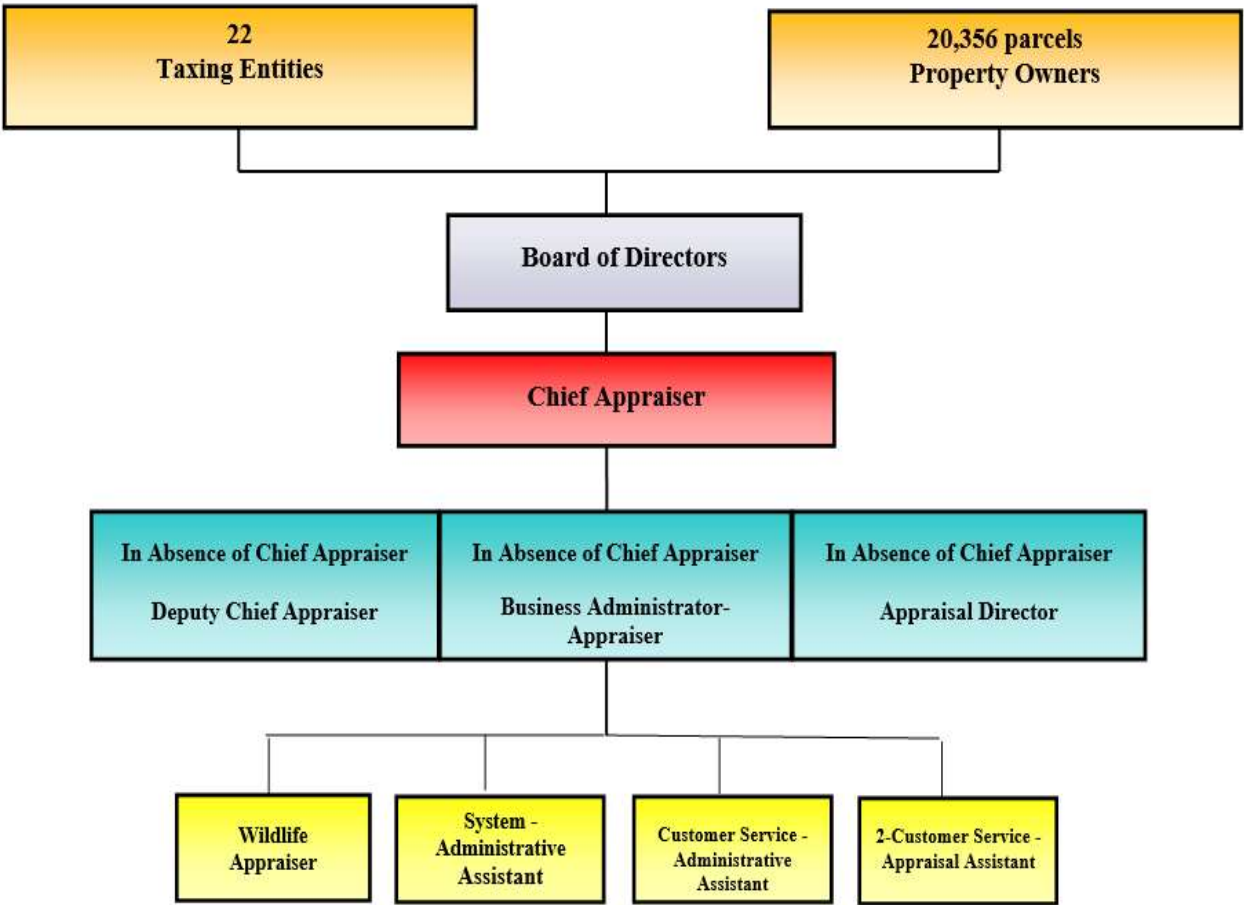 22
Taxing Entities
20,356 parcels
Property Owners
Board of Directors
Chief Appraiser
In Absence of Chief Appraiser
Deputy Chief Appraiser
In Absence of Chief Appraiser
Business Administrator-
Appraiser
In Absence of Chief Appraiser
Appraisal Director
Wildlife
Appraiser
System -
Administrative
Assistant
Customer Service -
Administrative
Assistant
2-Customer Service -
Appraisal Assistant